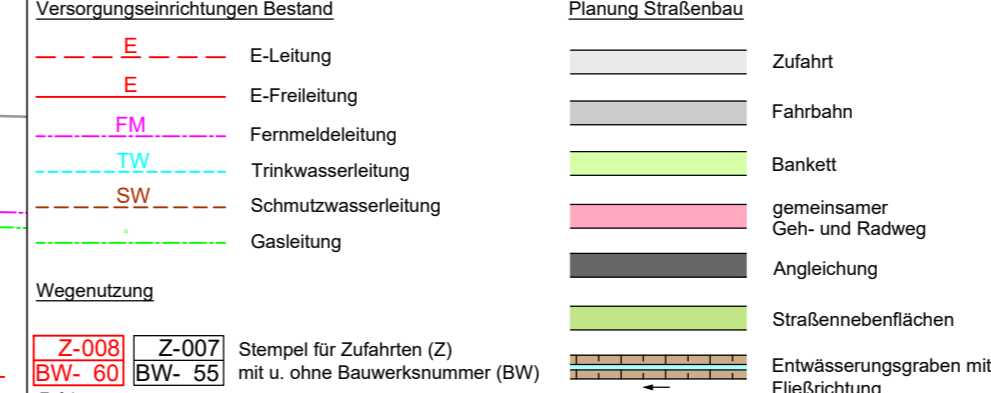 Versorgungseinrichtungen Bestand
E
E-Leitung
E
E-Freileitung
FM
Fernmeldeleitung
TW
Trinkwasserleitung
SW
Schmutzwasserleitung
Gasleitung
Wegenutzung
Z-008
BW- 60
Z-007
BW- 55
Stempel für Zufahrten (Z)
mit u. ohne Bauwerksnummer (BW)
Planung Straßenbau
Zufahrt
Fahrbahn
Bankett
gemeinsamer
Geh- und Radweg
Angleichung
Straßennebenflächen
Entwässerungsgraben mit
Fließrichtung